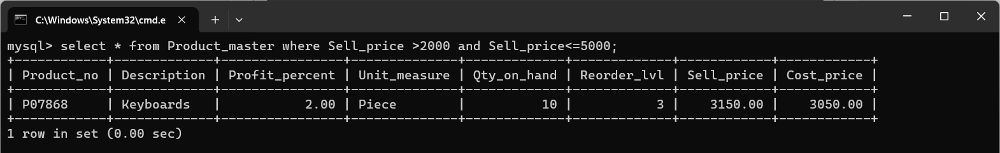 C:\Windows\System32\cmd.e
mysql> select * from Product_master where Sell_price >2000 and Sell_price<=5000;
+------------+-------------+----------------+--------------+-------------+-------------+------------+------------+
| Product_no | Description | Profit_percent | Unit_measure | Qty_on_hand | Reorder_lvl | Sell_price | Cost_price |
+------------+-------------+----------------+--------------+-------------+-------------+------------+------------+
| P07868     | Keyboards   |           2.00 | Piece        |          10 |           3 |    3150.00 |    3050.00 |
+------------+-------------+----------------+--------------+-------------+-------------+------------+------------+
1 row in set (0.00 sec)